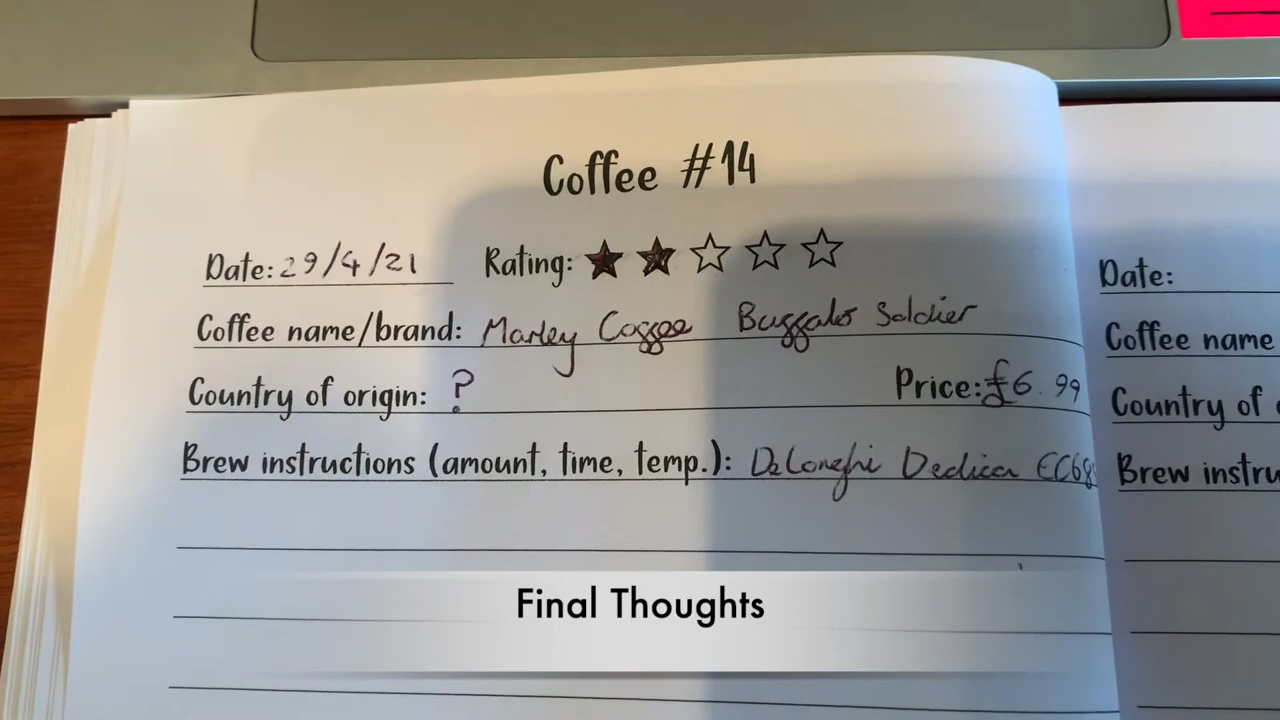 Coffee #14
Date: 29/4/21 Rating:
Coffee name/brand: Marley Coffee Buffalo Soldier
Country of origin: ? Price: £6.99
Brew instructions (amount, time, temp.): DeLonghi Dedica EC68
Final Thoughts
Date:
Coffee name
Country of
Brew instru